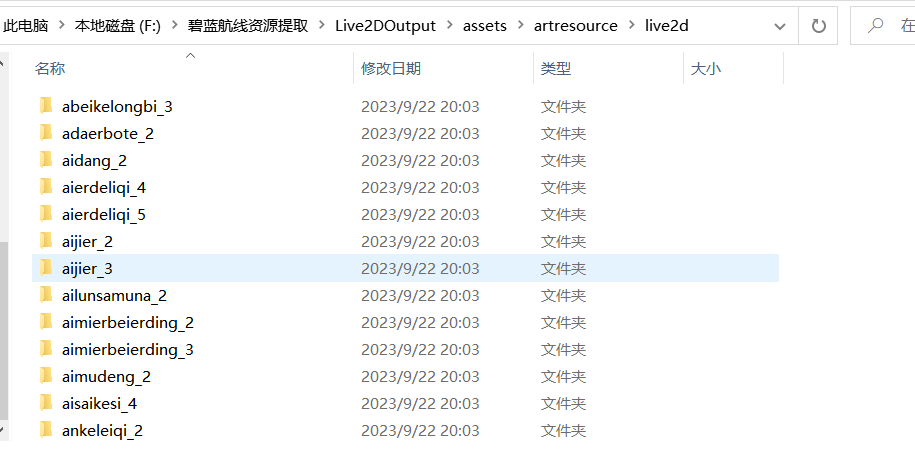 此电脑 > 本地磁盘 (F:) > 碧蓝航线资源提取 > Live2DOutput > assets > artresource > live2d
在
名称 修改日期 类型 大小
abeikelongbi_3 2023/9/22 20:03 文件夹
adaerbote_2 2023/9/22 20:03 文件夹
aidang_2 2023/9/22 20:03 文件夹
aierdeliqi_4 2023/9/22 20:03 文件夹
aierdeliqi_5 2023/9/22 20:03 文件夹
aijier_2 2023/9/22 20:03 文件夹
aijier_3 2023/9/22 20:03 文件夹
ailunsamuna_2 2023/9/22 20:03 文件夹
aimierbeierding_2 2023/9/22 20:03 文件夹
aimierbeierding_3 2023/9/22 20:03 文件夹
aimudeng_2 2023/9/22 20:03 文件夹
aisaikesi_4 2023/9/22 20:03 文件夹
ankeleiqi_2 2023/9/22 20:03 文件夹